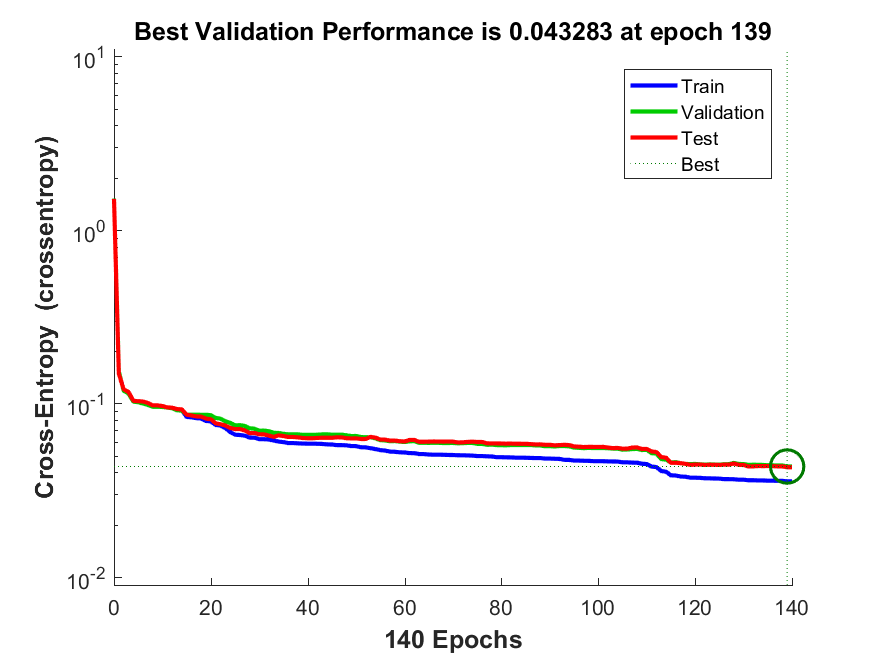 Best Validation Performance is 0.043283 at epoch 139
10^1
10^0
10^-1
10^-2
Cross-Entropy (crossentropy)
Train
Validation
Test
Best
0 20 40 60 80 100 120 140
140 Epochs